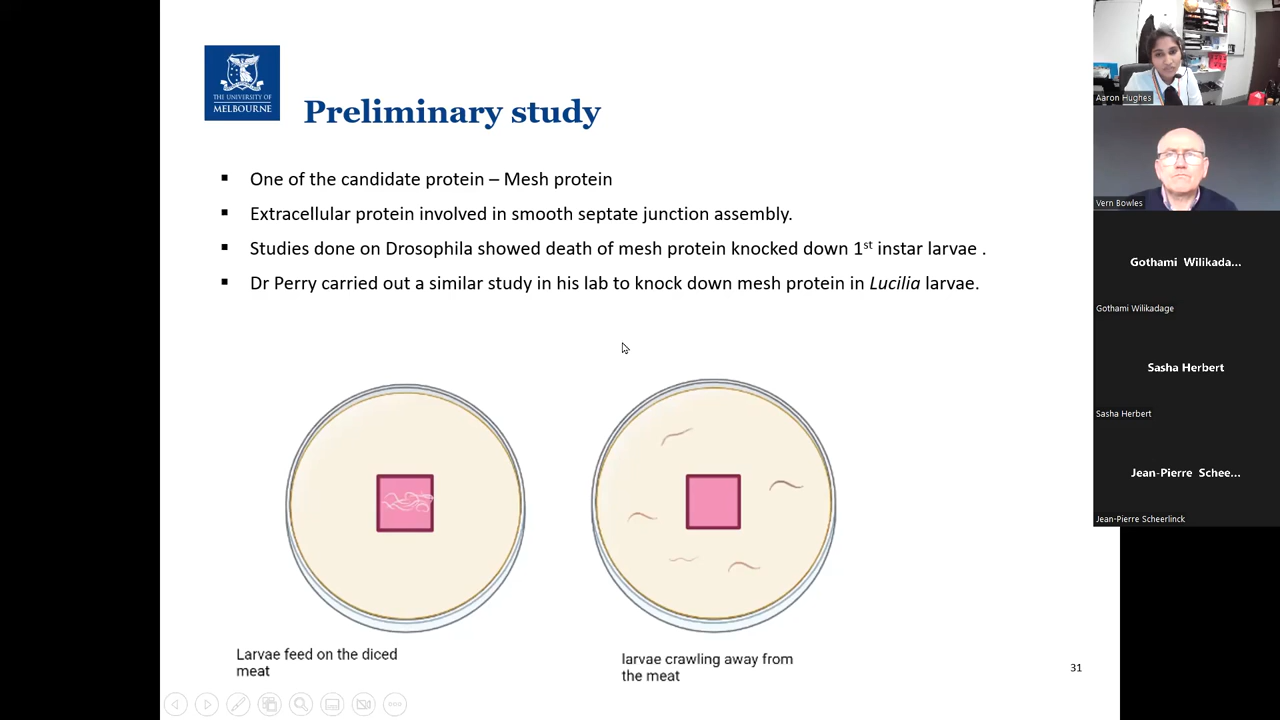 THE UNIVERSITY OF
MELBOURNE
Preliminary study
▪ One of the candidate protein – Mesh protein
▪ Extracellular protein involved in smooth septate junction assembly.
▪ Studies done on Drosophila showed death of mesh protein knocked down 1st instar larvae .
▪ Dr Perry carried out a similar study in his lab to knock down mesh protein in Lucilia larvae.
Larvae feed on the diced
meat
larvae crawling away from
the meat
31
Aaron Hughes
Vern Bowles
Gothami Wilikada...
Gothami Wilikadage
Sasha Herbert
Sasha Herbert
Jean-Pierre Schee...
Jean-Pierre Scheerlinck